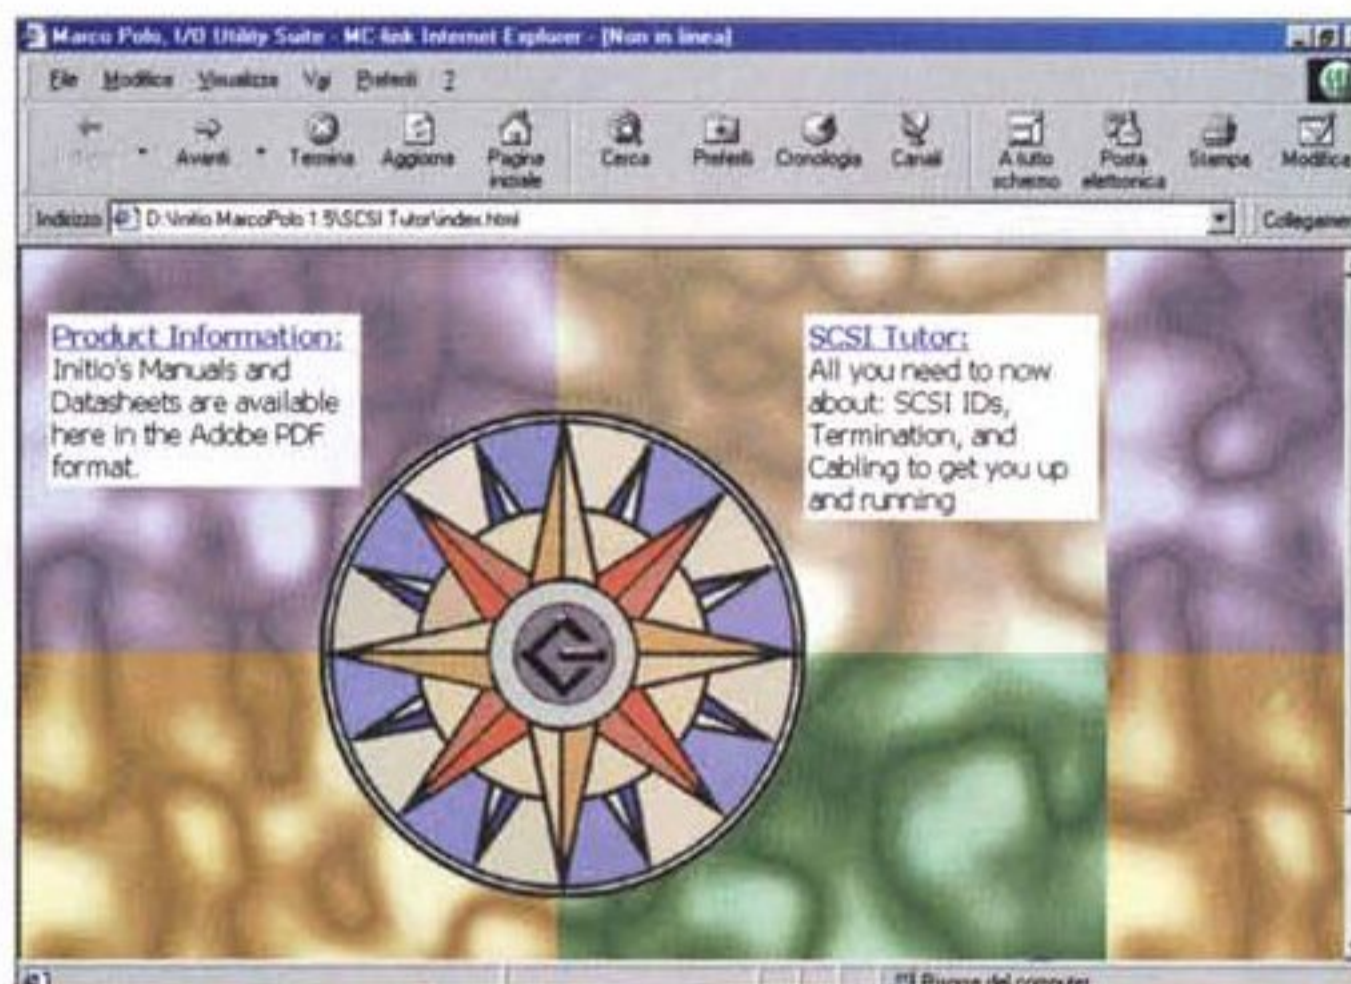 Marco Polo, I/O Utility Suite - MC-link Internet Explorer - [Non in linea]
File Modifica Visualizza Vai Preferiti ?
Avanti Termina Aggiorna Pagina iniziale Cerca Preferiti Cronologia Canali A tutto schermo Posta elettronica Stampa Modifica
Indirizzo D:\Initio MarcoPolo 1.5\SCSI Tutor\index.html Collegamen
Product Information:
Initio's Manuals and
Datasheets are available
here in the Adobe PDF
format.
SCSI Tutor:
All you need to now
about: SCSI IDs,
Termination, and
Cabling to get you up
and running